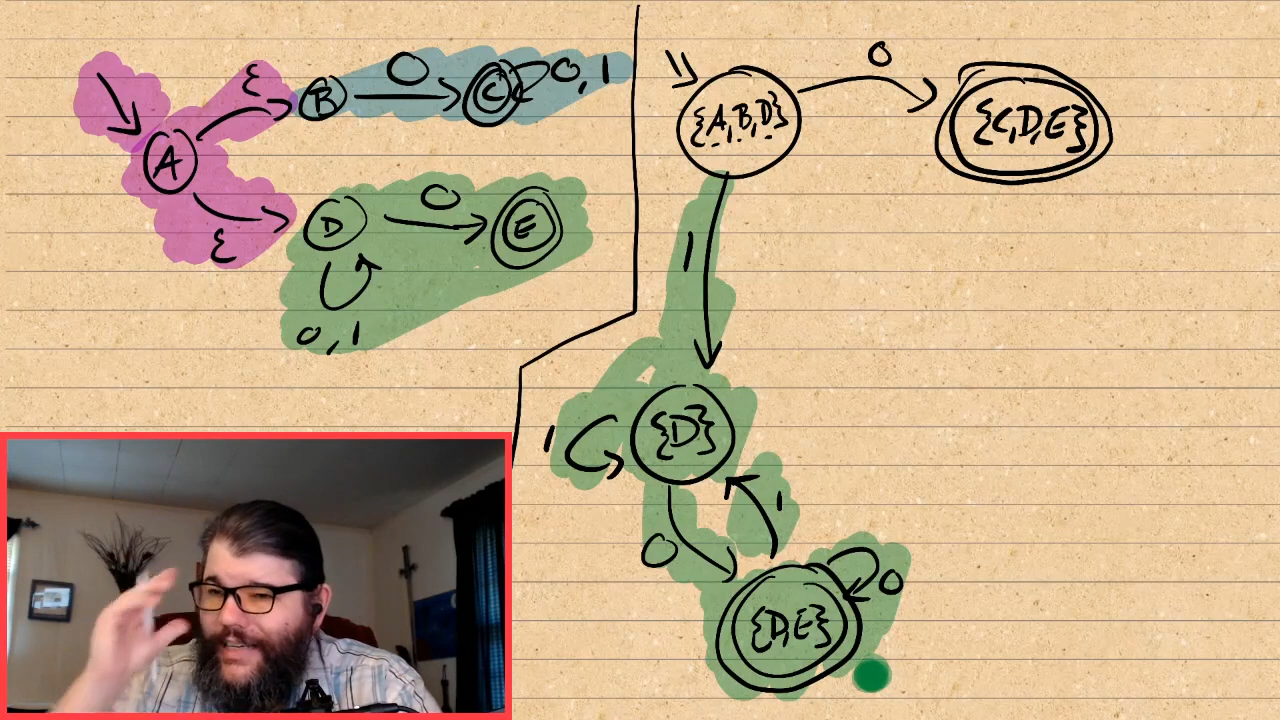 ε B 0 C 0,1
A
ε D 0 E
0,1
{A,B,D} 0 {C,D,E}
1
1 {D}
0 1
{D,E} 0